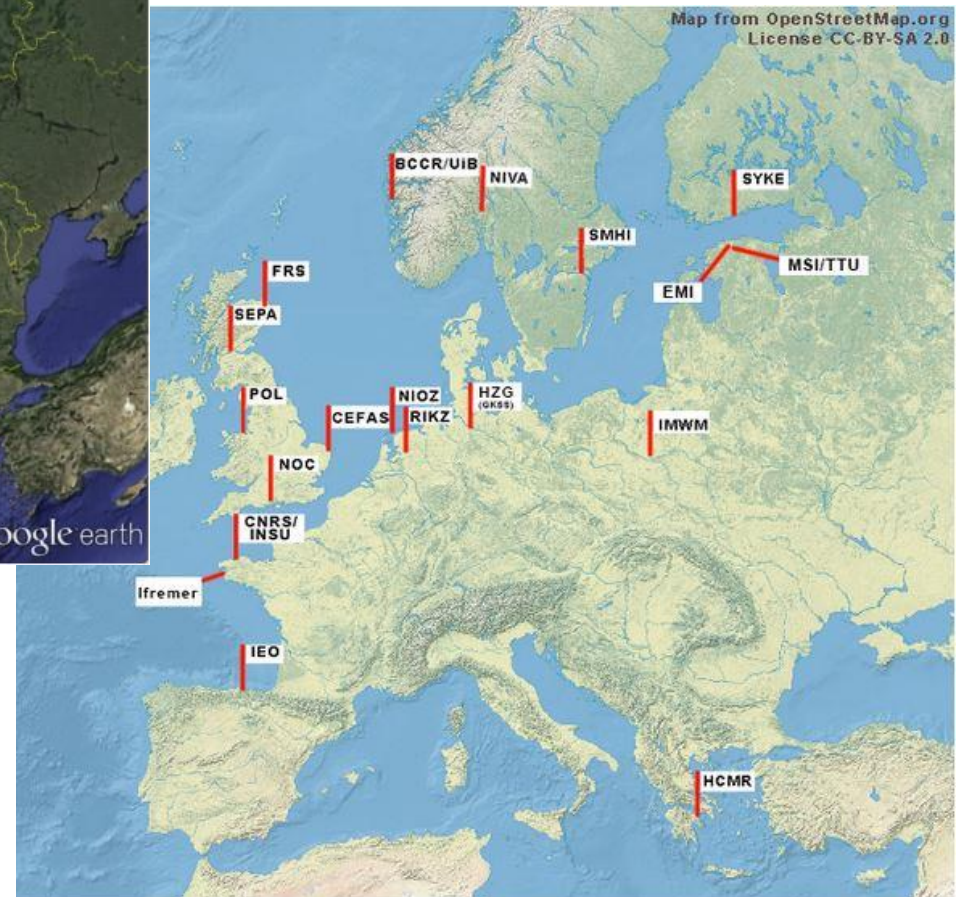 Map from OpenStreetMap.org
License CC-BY-SA 2.0
BCCR/UiB
NIVA
SYKE
SMHI
MSI/TTU
EMI
FRS
SEPA
POL
NIOZ
HZG
(GKSS)
CEFAS
RIKZ
IMWM
NOC
CNRS/
INSU
Ifremer
IEO
HCMR
oogle earth